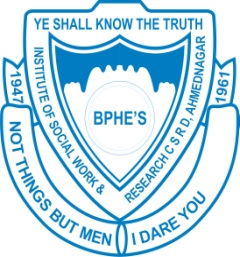 YE SHALL KNOW THE TRUTH
INSTITUTE OF SOCIAL WORK &
RESEARCH C S R D, AHMEDNAGAR
BPHE'S
1947
1961
NOT THINGS BUT MEN
I DARE YOU